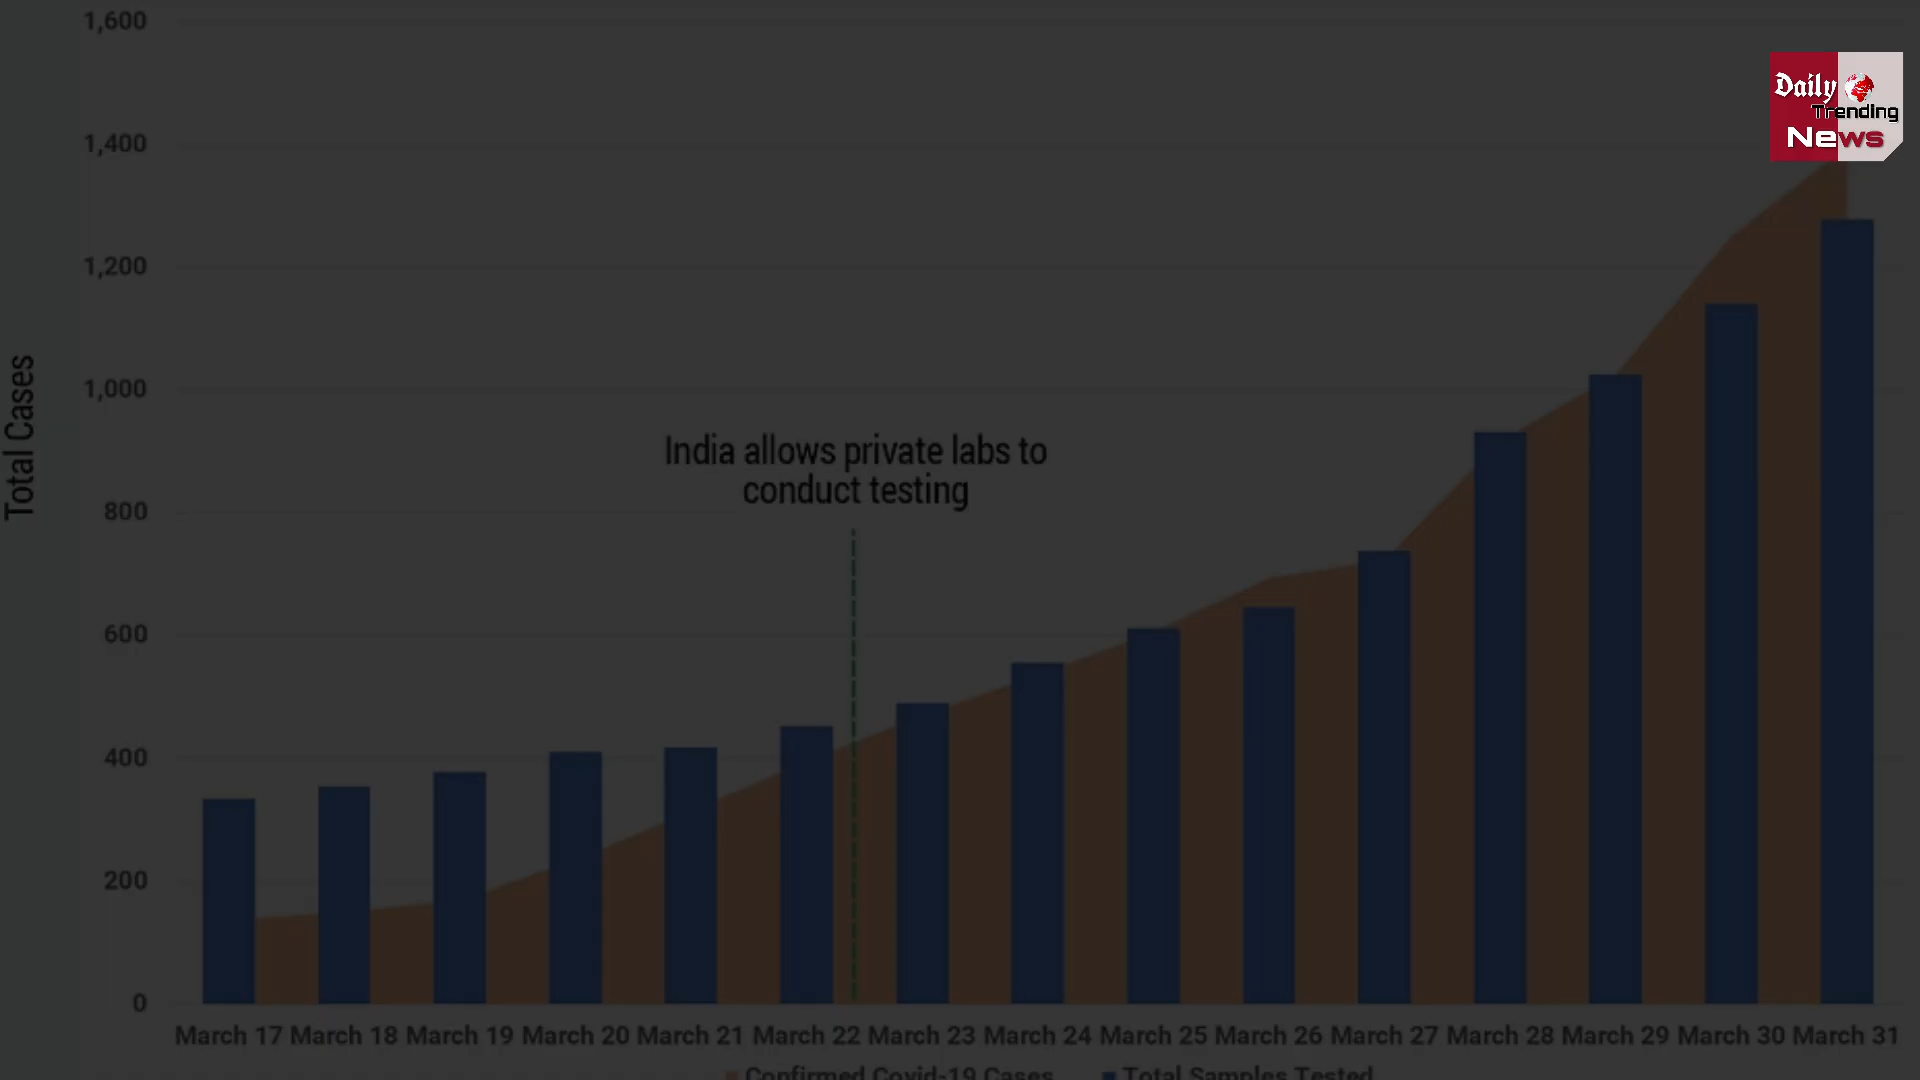 1,600
Daily
Trending
News
1,400
1,200
1,000
Total Cases
India allows private labs to
conduct testing
800
600
400
200
0
March 17 March 18 March 19 March 20 March 21 March 22 March 23 March 24 March 25 March 26 March 27 March 28 March 29 March 30 March 31
Confirmed Covid-19 Cases Total Samples Tested